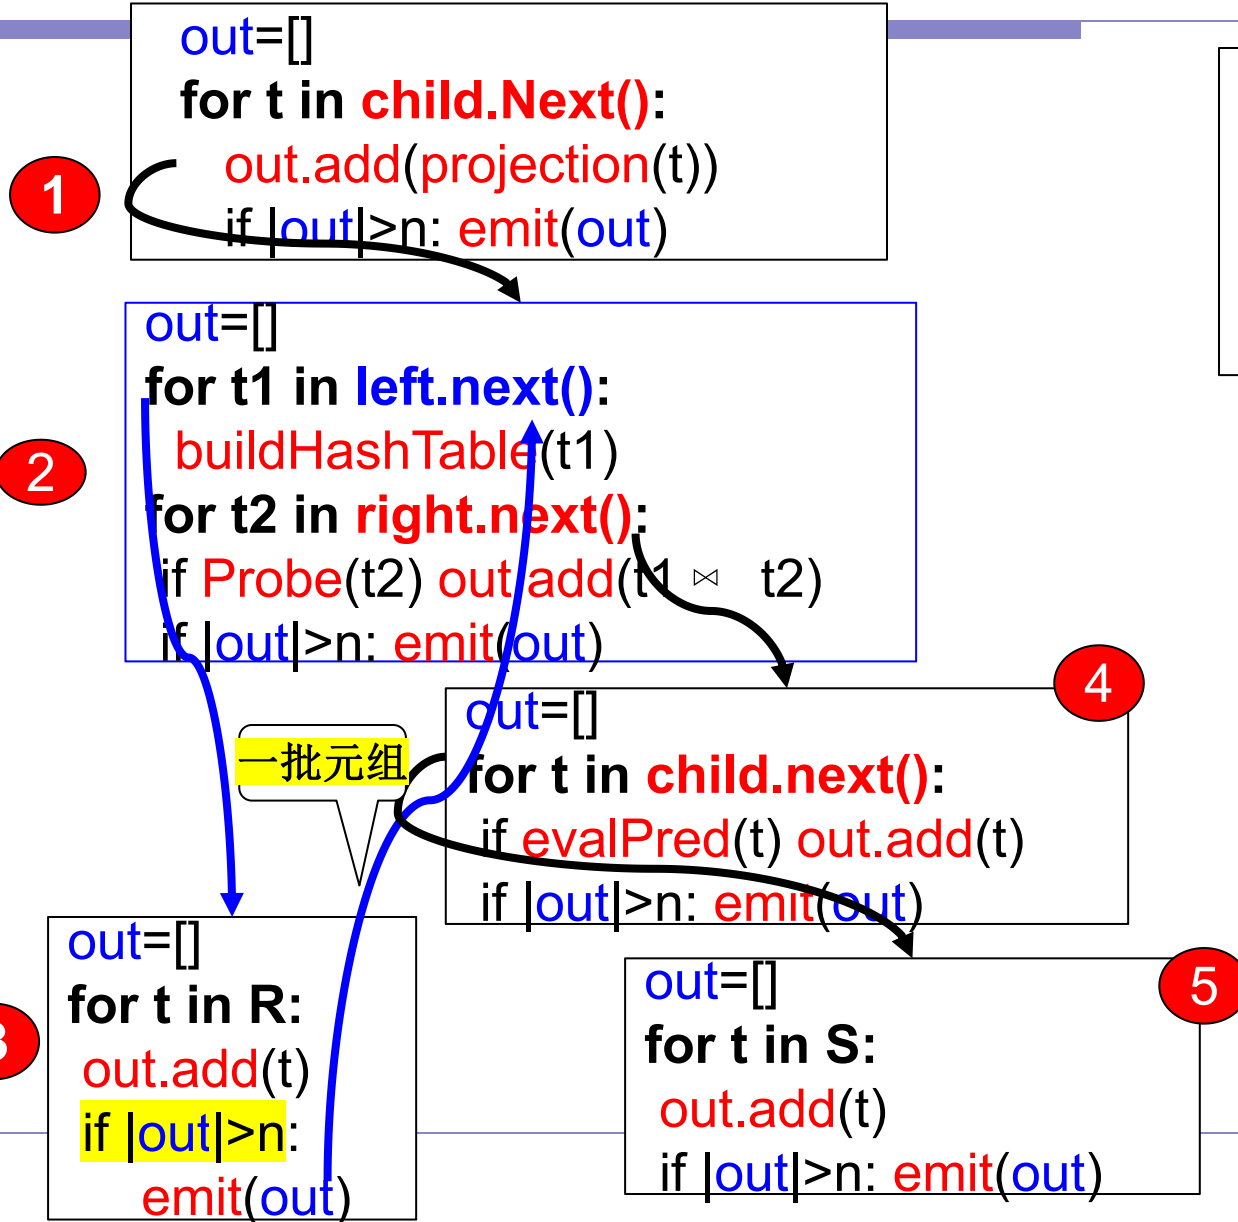 out=[]
for t in child.Next():
out.add(projection(t))
if |out|>n: emit(out)
1
out=[]
for t1 in left.next():
buildHashTable(t1)
for t2 in right.next():
if Probe(t2) out.add(t1 ⋈ t2)
if |out|>n: emit(out)
2
一批元组
4
out=[]
for t in child.next():
if evalPred(t) out.add(t)
if |out|>n: emit(out)
3
out=[]
for t in R:
out.add(t)
if |out|>n:
emit(out)
5
out=[]
for t in S:
out.add(t)
if |out|>n: emit(out)